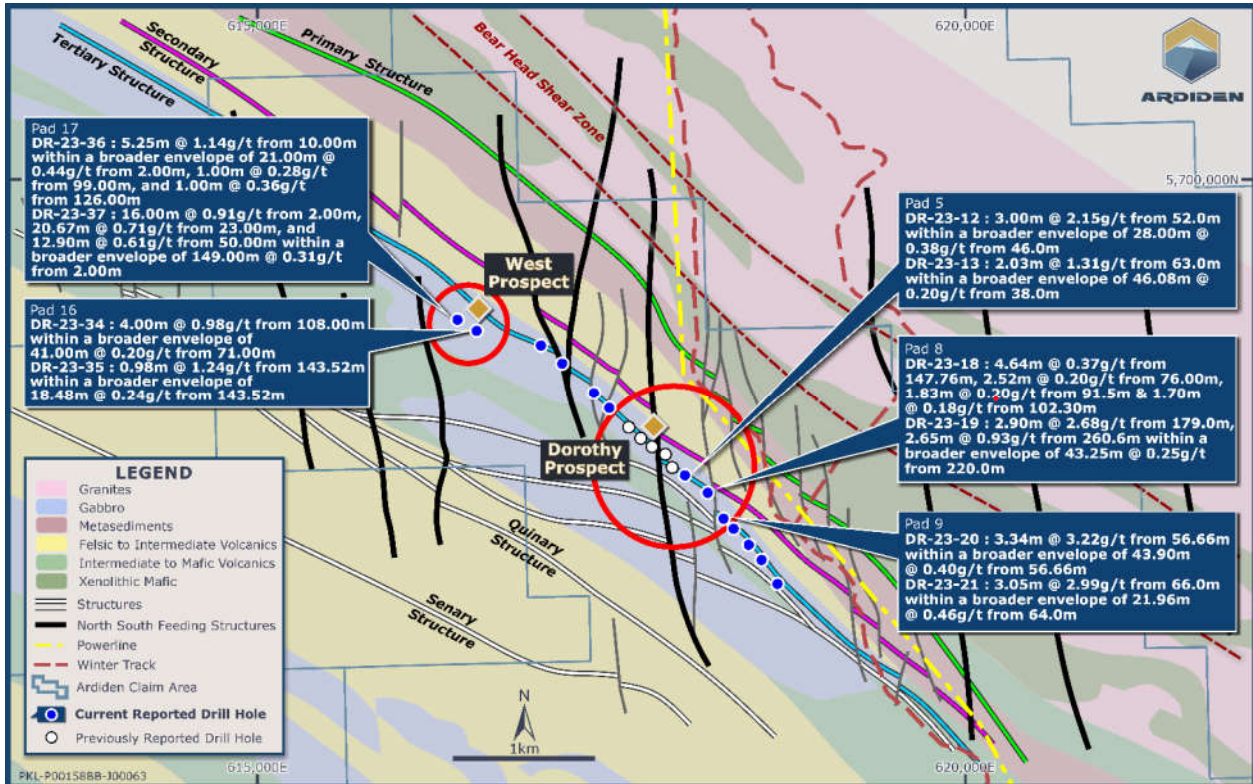 615,000E
620,000E
ARDIDEN
Secondary
Structure
Tertiary Structure
Primary Structure
Bear Head Shear Zone
5,700,000N
Pad 17
DR-23-36 : 5.25m @ 1.14g/t from 10.00m
within a broader envelope of 21.00m @
0.44g/t from 2.00m, 1.00m @ 0.28g/t
from 99.00m, and 1.00m @ 0.36g/t
from 126.00m
DR-23-37 : 16.00m @ 0.91g/t from 2.00m,
20.67m @ 0.71g/t from 23.00m, and
12.90m @ 0.61g/t from 50.00m within a
broader envelope of 149.00m @ 0.31g/t
from 2.00m
Pad 16
DR-23-34 : 4.00m @ 0.98g/t from 108.00m
within a broader envelope of
41.00m @ 0.20g/t from 71.00m
DR-23-35 : 0.98m @ 1.24g/t from 143.52m
within a broader envelope of
18.48m @ 0.24g/t from 143.52m
West
Prospect
Dorothy
Prospect
Pad 5
DR-23-12 : 3.00m @ 2.15g/t from 52.0m
within a broader envelope of 28.00m @
0.38g/t from 46.0m
DR-23-13 : 2.03m @ 1.31g/t from 63.0m
within a broader envelope of 46.08m @
0.20g/t from 38.0m
Pad 8
DR-23-18 : 4.64m @ 0.37g/t from
147.76m, 2.52m @ 0.20g/t from 76.00m,
1.83m @ 0.20g/t from 91.5m & 1.70m
@ 0.18g/t from 102.30m
DR-23-19 : 2.90m @ 2.68g/t from 179.0m,
2.65m @ 0.93g/t from 260.6m within a
broader envelope of 43.25m @ 0.25g/t
from 220.0m
Pad 9
DR-23-20 : 3.34m @ 3.22g/t from 56.66m
within a broader envelope of 43.90m
@ 0.40g/t from 56.66m
DR-23-21 : 3.05m @ 2.99g/t from 66.0m
within a broader envelope of 21.96m
@ 0.46g/t from 64.0m
Quinary
Structure
Senary
Structure
LEGEND
Granites
Gabbro
Metasediments
Felsic to Intermediate Volcanics
Intermediate to Mafic Volcanics
Xenolithic Mafic
Structures
North South Feeding Structures
Powerline
Winter Track
Ardiden Claim Area
Current Reported Drill Hole
Previously Reported Drill Hole
N
1km
PKL-P00158BB-J00063
615,000E
620,000E